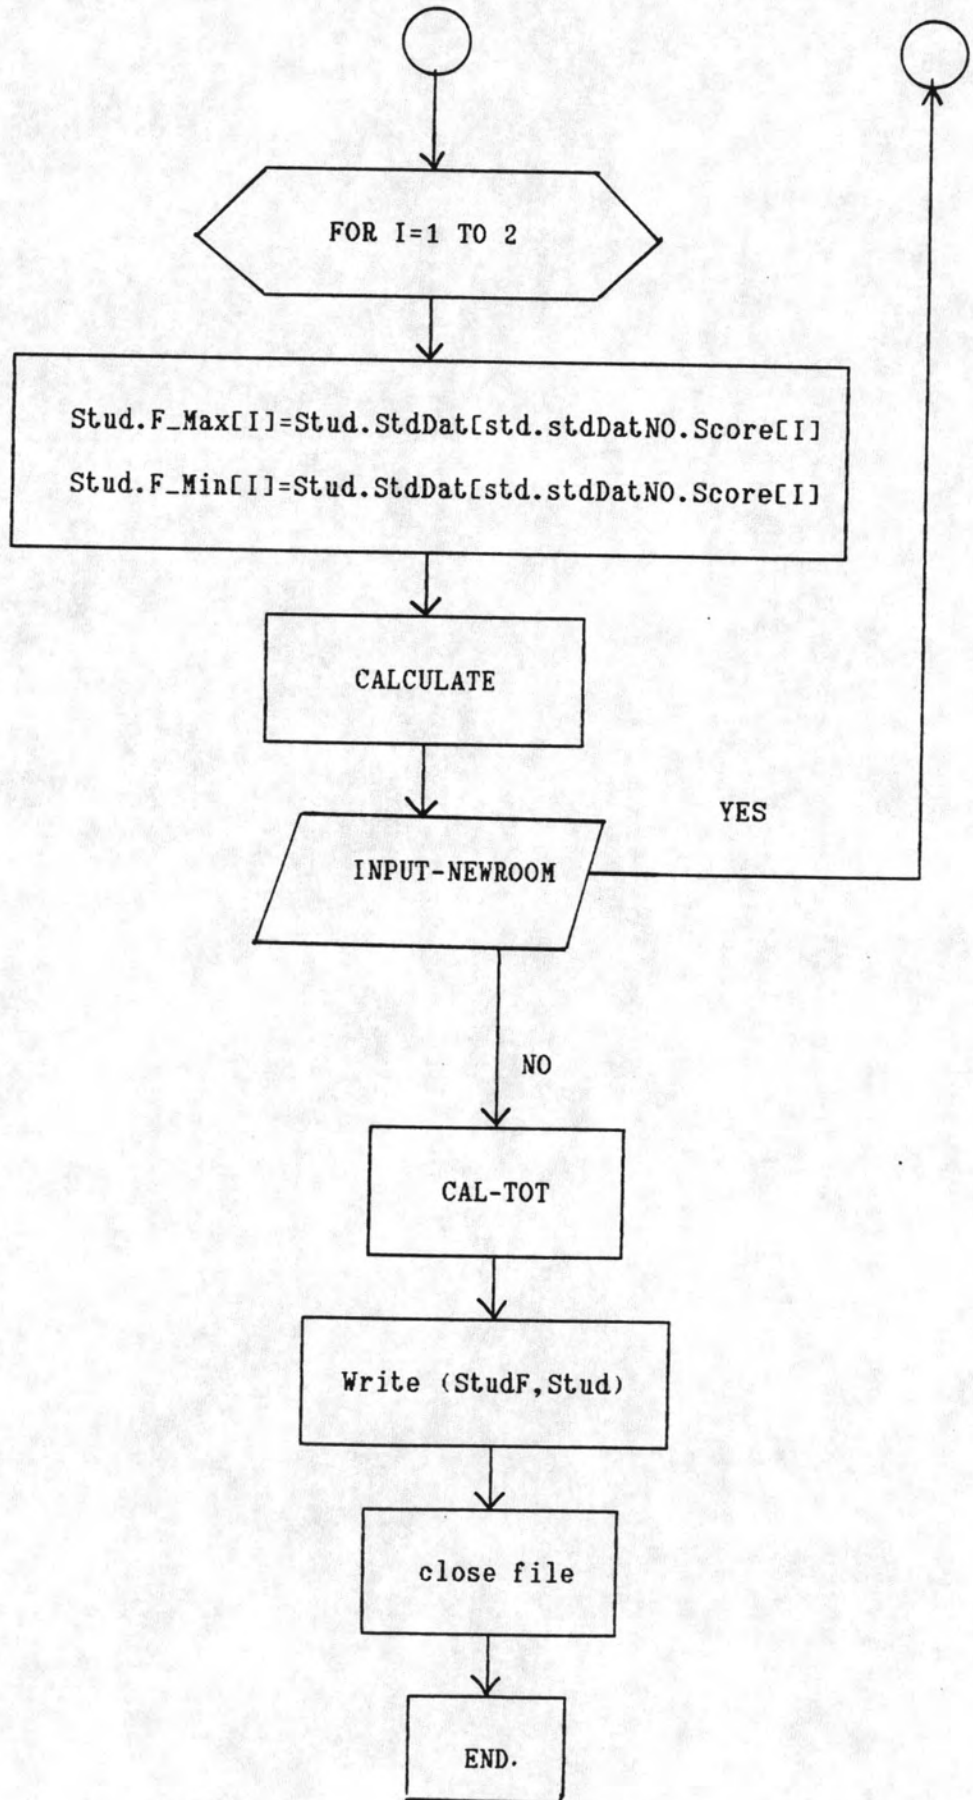 FOR I=1 TO 2
Stud.F_Max[I]=Stud.StdDat[std.stdDatNO.Score[I]
Stud.F_Min[I]=Stud.StdDat[std.stdDatNO.Score[I]
CALCULATE
YES
INPUT-NEWROOM
NO
CAL-TOT
Write (StudF,Stud)
close file
END.